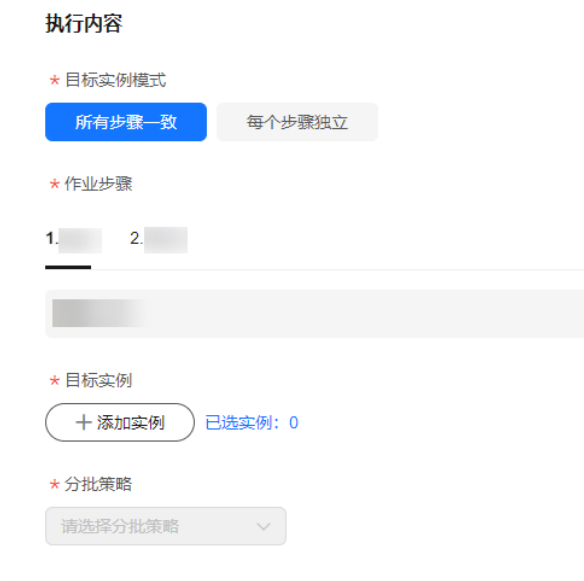 执行内容
* 目标实例模式
所有步骤一致 每个步骤独立
* 作业步骤
1. 2.
* 目标实例
+ 添加实例 已选实例：0
* 分批策略
请选择分批策略